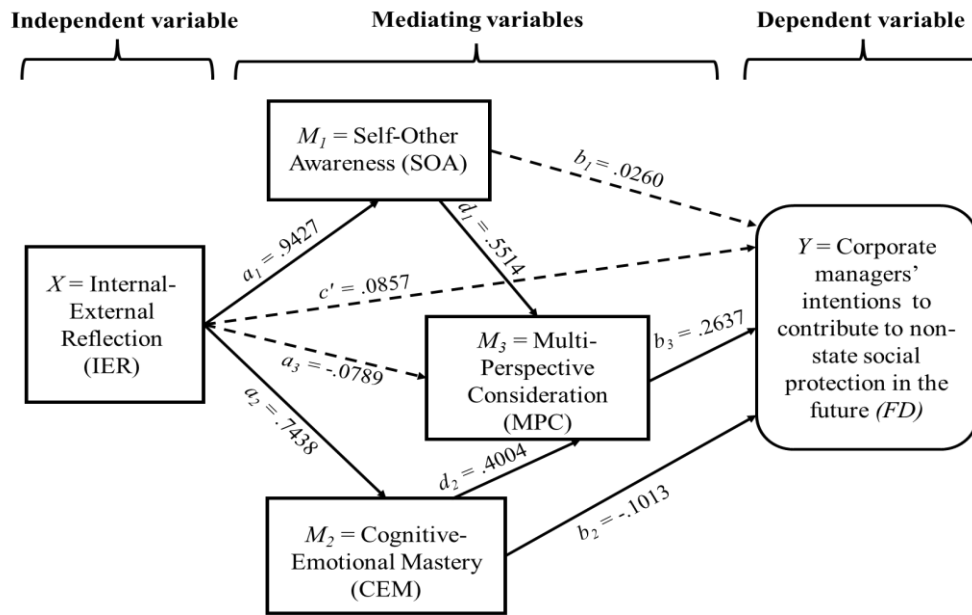 Independent variable
Mediating variables
Dependent variable
M1 = Self-Other
Awareness (SOA)
b1 = .0260
d1 = .5514
a1 = .9427
X = Internal-
External
Reflection
(IER)
c' = .0857
a3 = -.0789
a2 = .7438
M3 = Multi-
Perspective
Consideration
(MPC)
b3 = .2637
Y = Corporate
managers’
intentions to
contribute to non-
state social
protection in the
future (FD)
d2 = .4004
b2 = -.1013
M2 = Cognitive-
Emotional Mastery
(CEM)